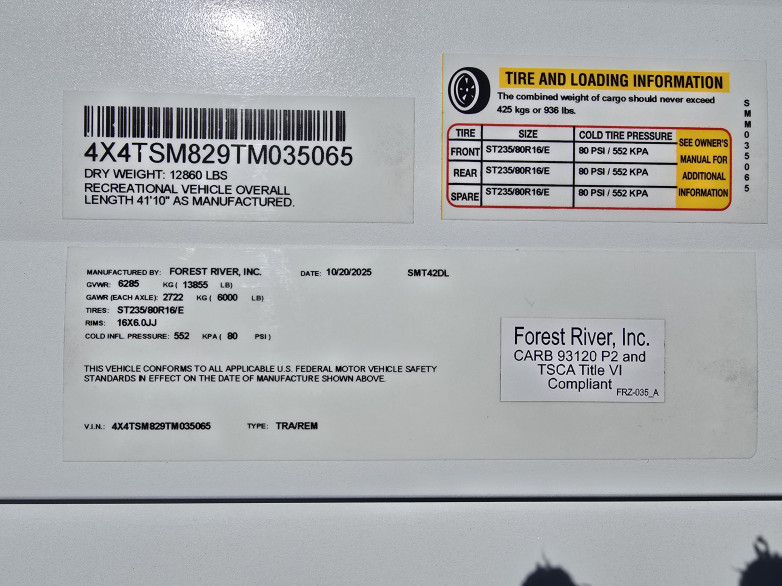 4X4TSM829TM035065
DRY WEIGHT: 12860 LBS
RECREATIONAL VEHICLE OVERALL
LENGTH 41'10" AS MANUFACTURED.
TIRE AND LOADING INFORMATION
The combined weight of cargo should never exceed
425 kgs or 936 lbs.
TIRE SIZE COLD TIRE PRESSURE
FRONT ST235/80R16/E 80 PSI / 552 KPA
REAR ST235/80R16/E 80 PSI / 552 KPA
SPARE ST235/80R16/E 80 PSI / 552 KPA
SEE OWNER'S
MANUAL FOR
ADDITIONAL
INFORMATION
SMM035065
MANUFACTURED BY: FOREST RIVER, INC. DATE: 10/20/2025 SMT42DL
GVWR: 6285 KG ( 13855 LB)
GAWR (EACH AXLE): 2722 KG ( 6000 LB)
TIRES: ST235/80R16/E
RIMS: 16X6.0JJ
COLD INFL. PRESSURE: 552 KPA ( 80 PSI)
THIS VEHICLE CONFORMS TO ALL APPLICABLE U.S. FEDERAL MOTOR VEHICLE SAFETY
STANDARDS IN EFFECT ON THE DATE OF MANUFACTURE SHOWN ABOVE.
V.I.N.: 4X4TSM829TM035065 TYPE: TRA/REM
Forest River, Inc.
CARB 93120 P2 and
TSCA Title VI
Compliant
FRZ-035_A